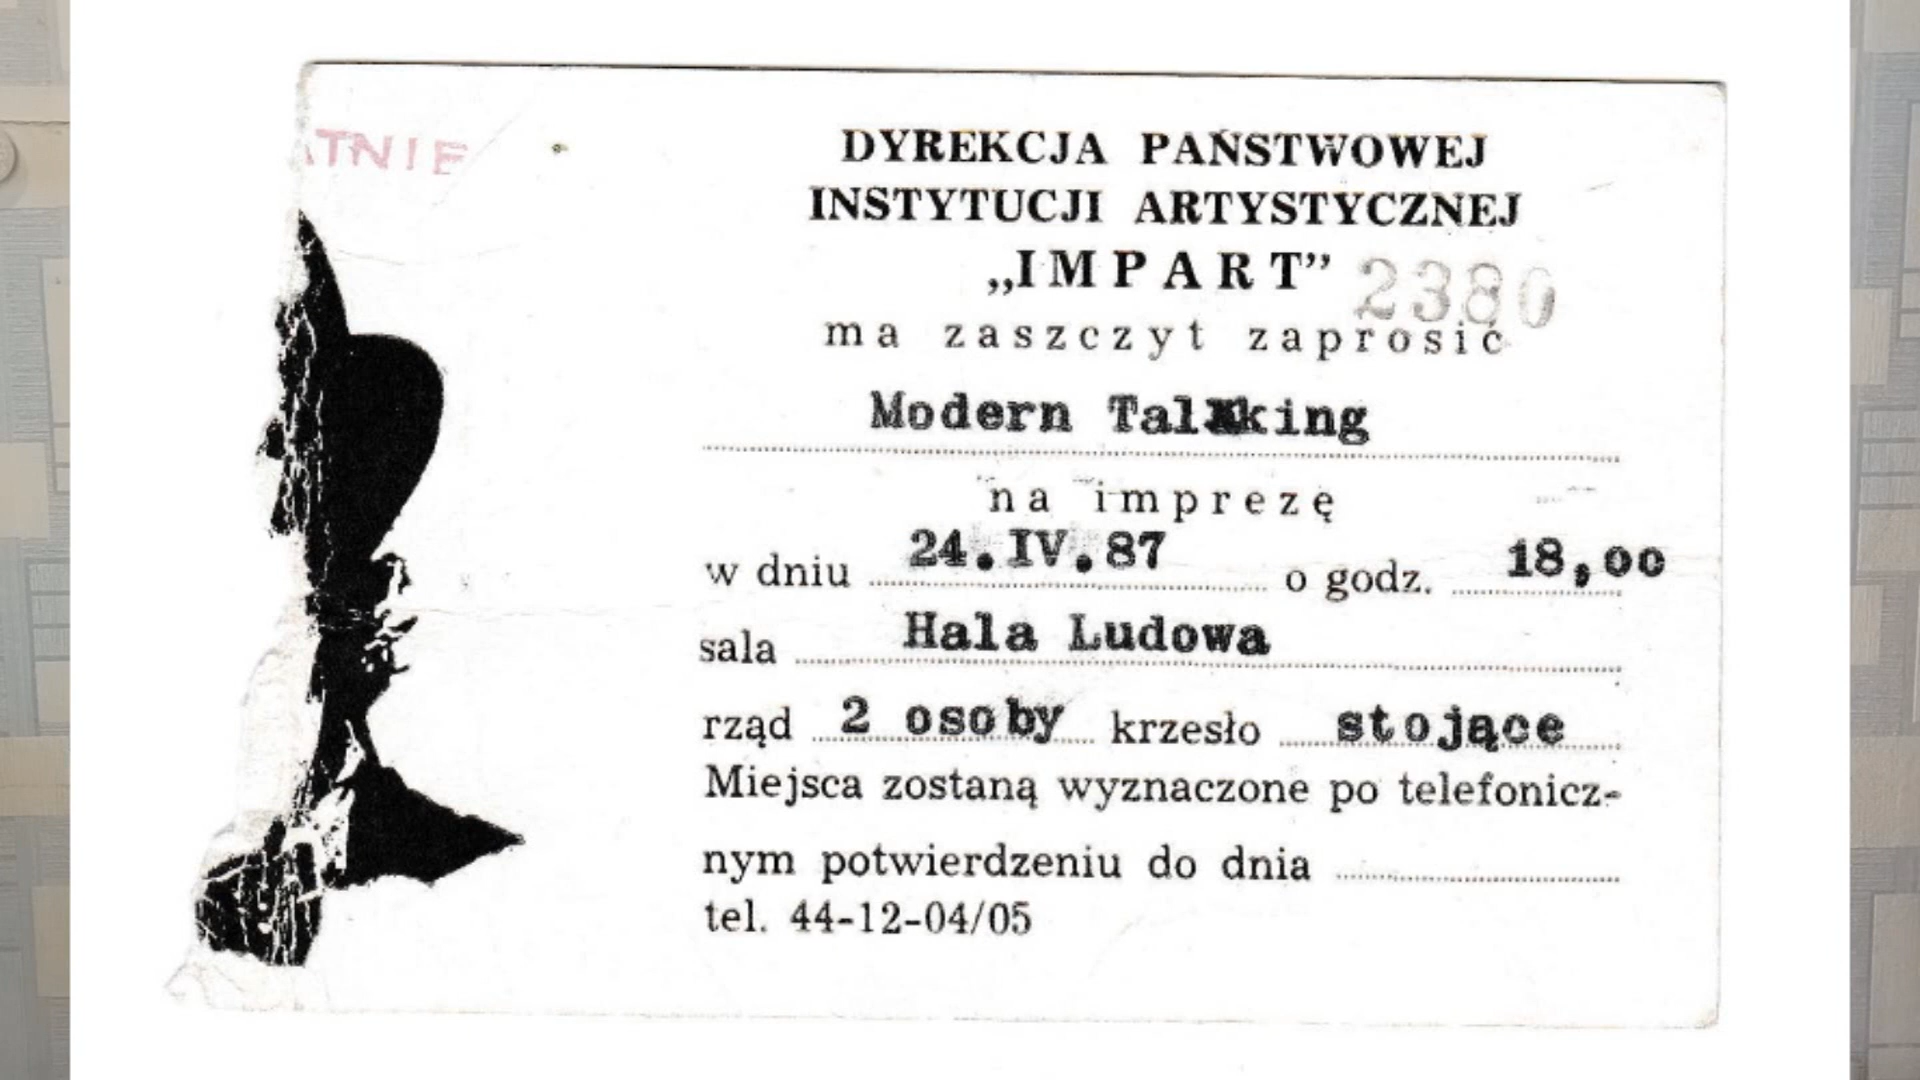 ATNIE
DYREKCJA PAŃSTWOWEJ
INSTYTUCJI ARTYSTYCZNEJ
„IMPART”
2380
ma zaszczyt zaprosić
Modern Talking
na imprezę
w dniu 24.IV.87 o godz. 18,00
sala Hala Ludowa
rząd 2 osoby krzesło stojące
Miejsca zostaną wyznaczone po telefonicz-
nym potwierdzeniu do dnia
tel. 44-12-04/05